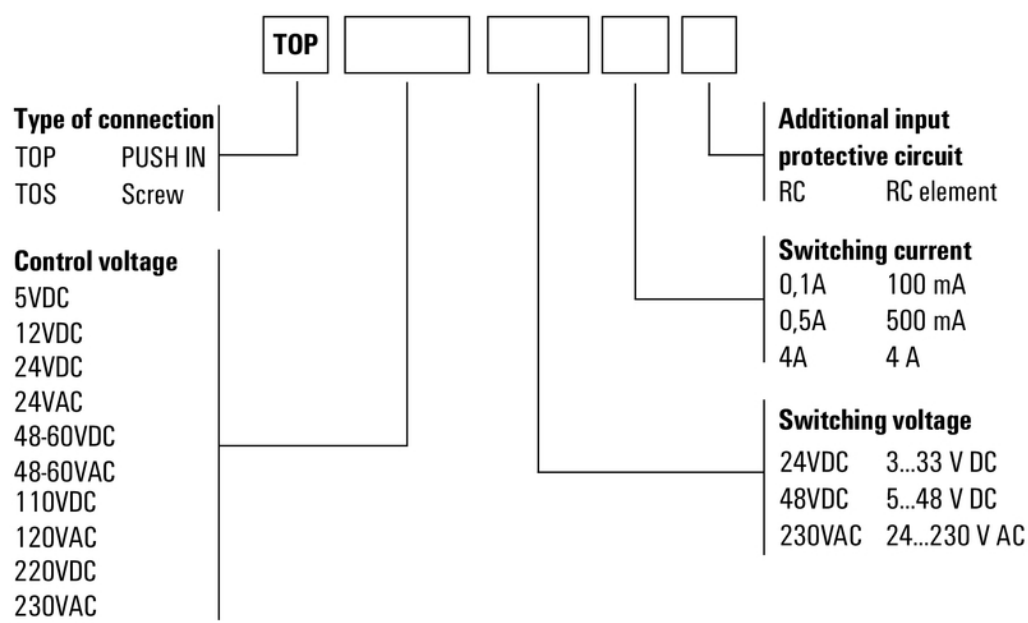 TOP
Type of connection
TOP PUSH IN
TOS Screw
Control voltage
5VDC
12VDC
24VDC
24VAC
48-60VDC
48-60VAC
110VDC
120VAC
220VDC
230VAC
Additional input
protective circuit
RC RC element
Switching current
0,1A 100 mA
0,5A 500 mA
4A 4 A
Switching voltage
24VDC 3...33 V DC
48VDC 5...48 V DC
230VAC 24...230 V AC